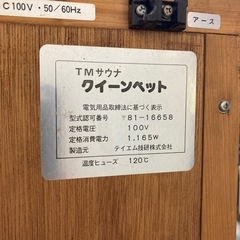 C 100V・50/60Hz
アース
TMサウナ
クイーンペット
電気用品取締法に基づく表示
型式認可番号 〒81-16658
定格電圧 100V
定格消費電力 1.165W
製造元 テイエム技研株式会社
温度ヒューズ 120℃